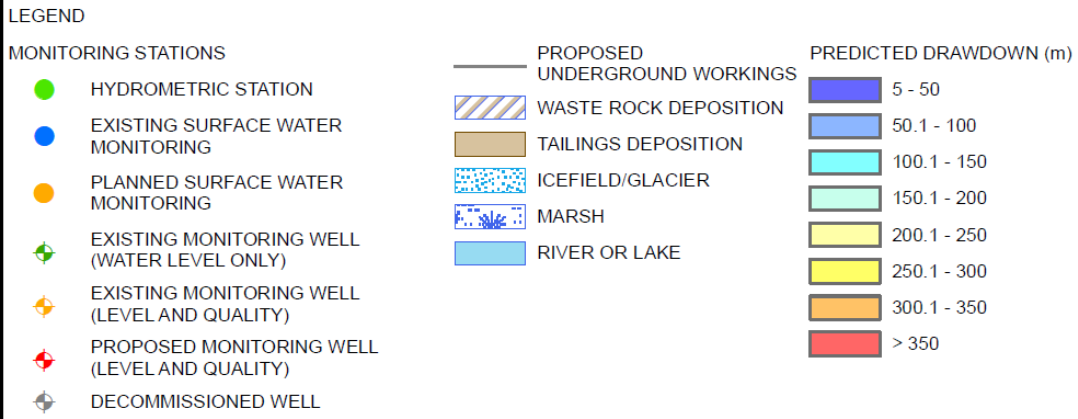 LEGEND
MONITORING STATIONS
HYDROMETRIC STATION
EXISTING SURFACE WATER
MONITORING
PLANNED SURFACE WATER
MONITORING
EXISTING MONITORING WELL
(WATER LEVEL ONLY)
EXISTING MONITORING WELL
(LEVEL AND QUALITY)
PROPOSED MONITORING WELL
(LEVEL AND QUALITY)
DECOMMISSIONED WELL
PROPOSED
UNDERGROUND WORKINGS
WASTE ROCK DEPOSITION
TAILINGS DEPOSITION
ICEFIELD/GLACIER
MARSH
RIVER OR LAKE
PREDICTED DRAWDOWN (m)
5 - 50
50.1 - 100
100.1 - 150
150.1 - 200
200.1 - 250
250.1 - 300
300.1 - 350
> 350